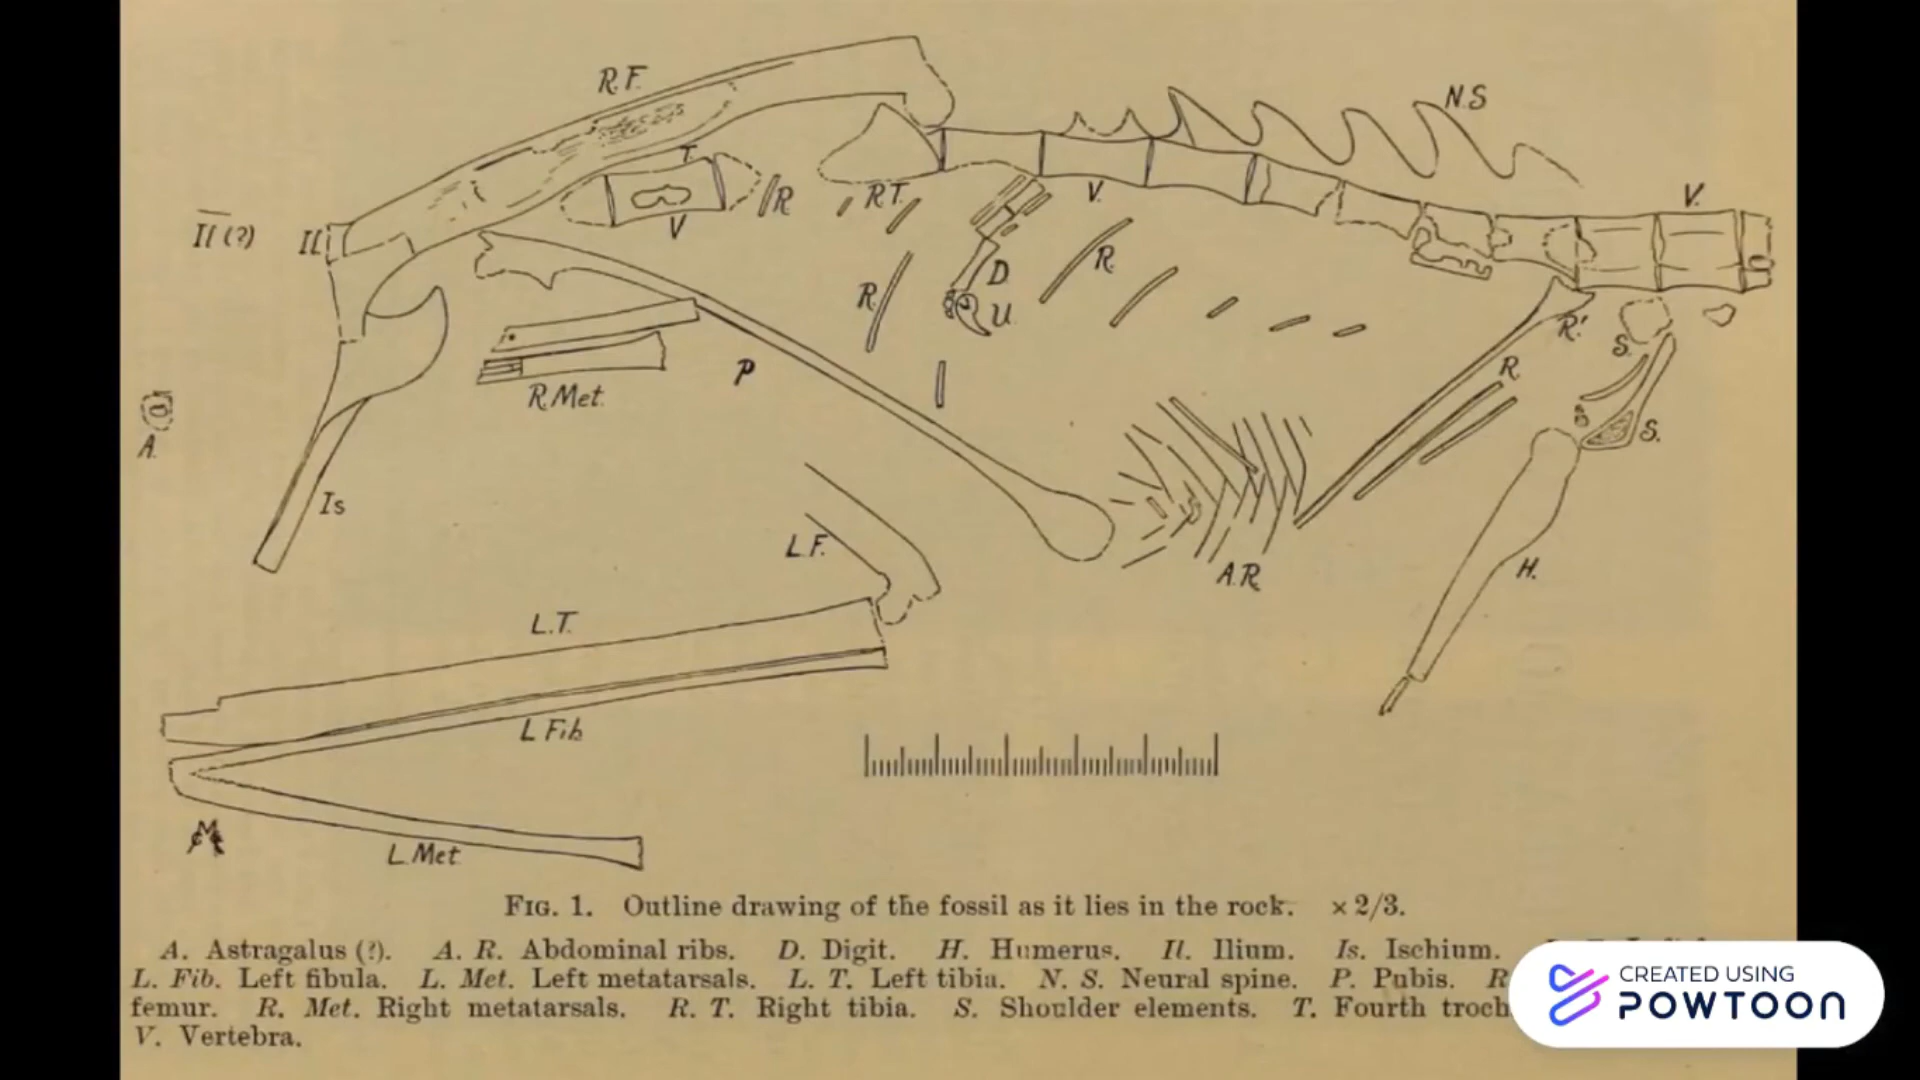 R.F.
N.S
T.
R
R.T.
V.
V.
Il (?)
Il
V
D
R.
R
U
R.'
S.
R.Met.
P
R.
A.
S
S.
Is
L.F.
A.R.
H.
L.T.
L Fib
L.Met.
FIG. 1. Outline drawing of the fossil as it lies in the rock. × 2/3.
A. Astragalus (?). A. R. Abdominal ribs. D. Digit. H. Humerus. Il. Ilium. Is. Ischium.
L. Fib. Left fibula. L. Met. Left metatarsals. L. T. Left tibia. N. S. Neural spine. P. Pubis. R
femur. R. Met. Right metatarsals. R. T. Right tibia. S. Shoulder elements. T. Fourth troch
V. Vertebra.
CREATED USING
POWTOON